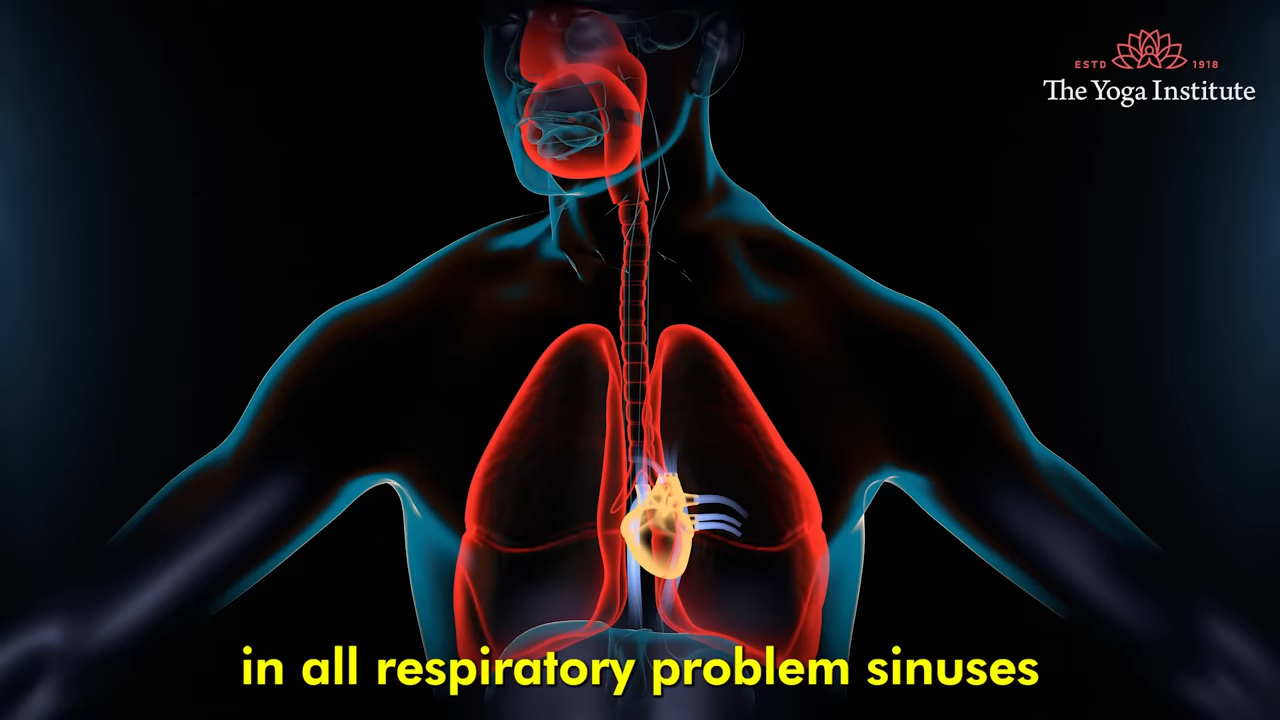 ESTD 1918
The Yoga Institute
in all respiratory problem sinuses